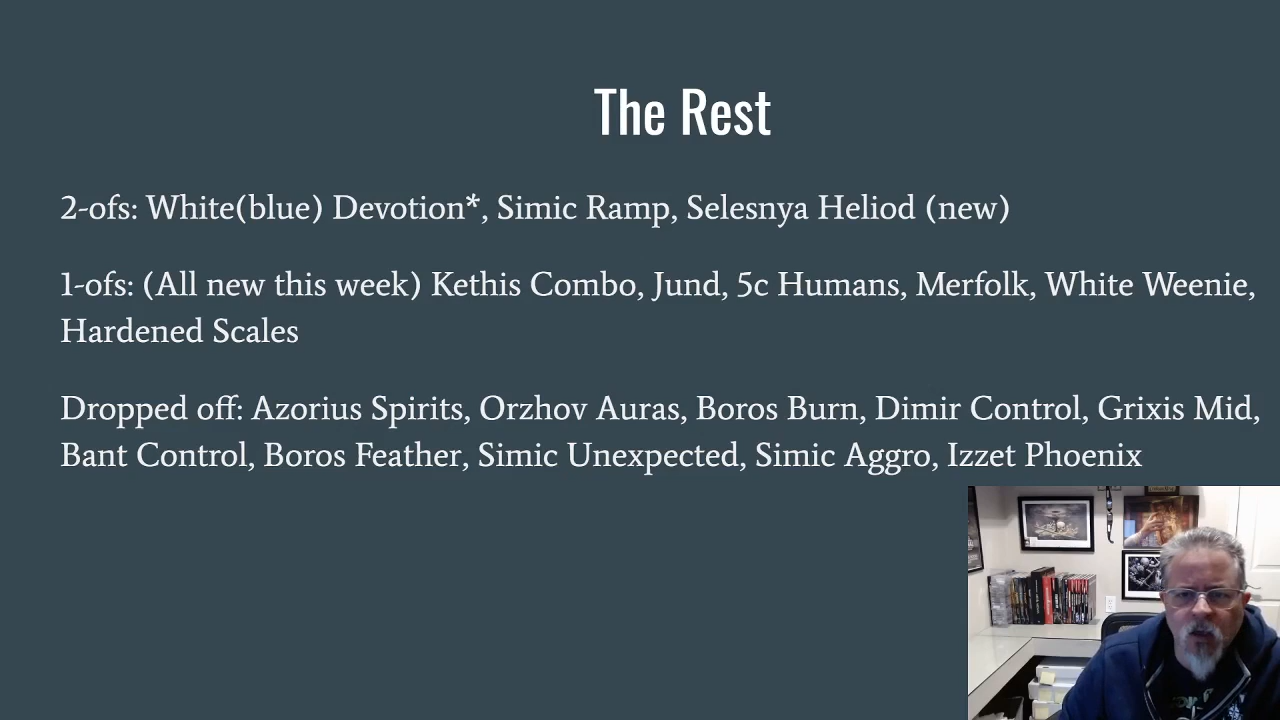 The Rest
2-ofs: White(blue) Devotion*, Simic Ramp, Selesnya Heliod (new)
1-ofs: (All new this week) Kethis Combo, Jund, 5c Humans, Merfolk, White Weenie,
Hardened Scales
Dropped off: Azorius Spirits, Orzhov Auras, Boros Burn, Dimir Control, Grixis Mid,
Bant Control, Boros Feather, Simic Unexpected, Simic Aggro, Izzet Phoenix